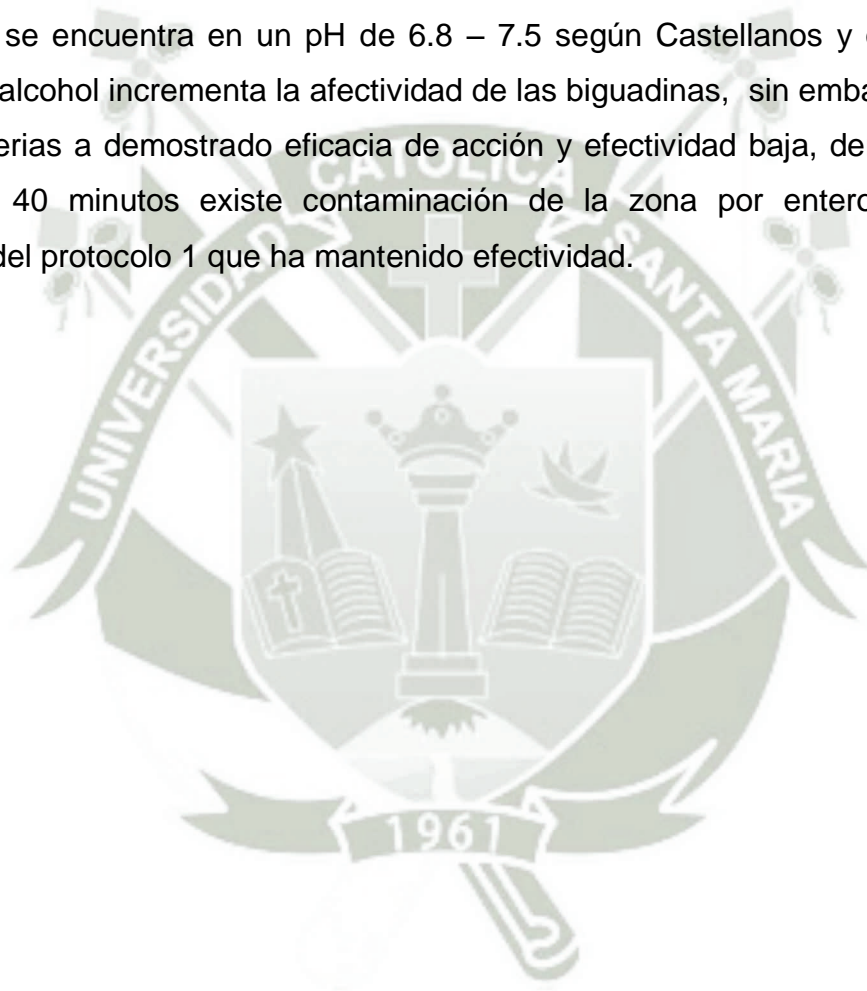 se encuentra en un pH de 6.8 – 7.5 según Castellanos y
alcohol incrementa la afectividad de las biguadinas, sin
erias a demostrado eficacia de acción y efectividad baja, de
40 minutos existe contaminación de la zona por
del protocolo 1 que ha mantenido efectividad.
UNIVERSIDAD CATOLICA SANTA MARIA
1961